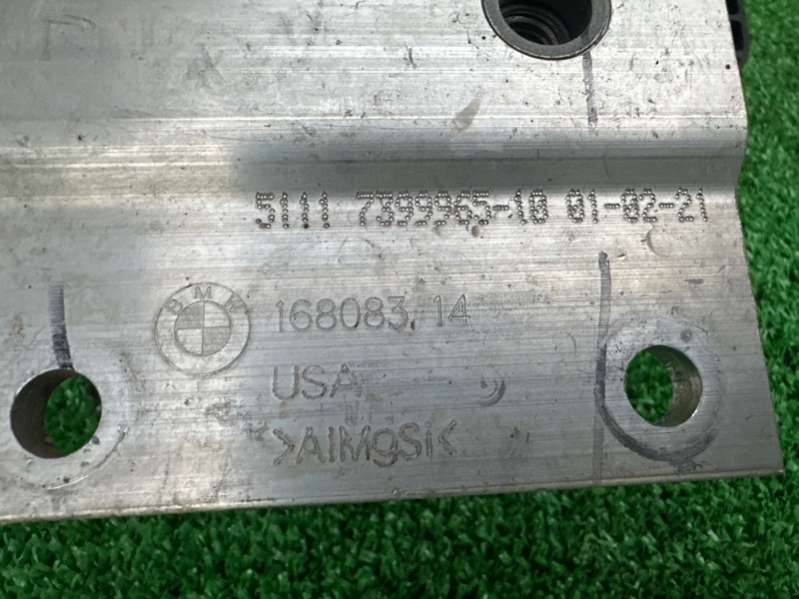 5111 7399965-10 01-02-21
BMW
168083.14
USA
>AlMgSi<